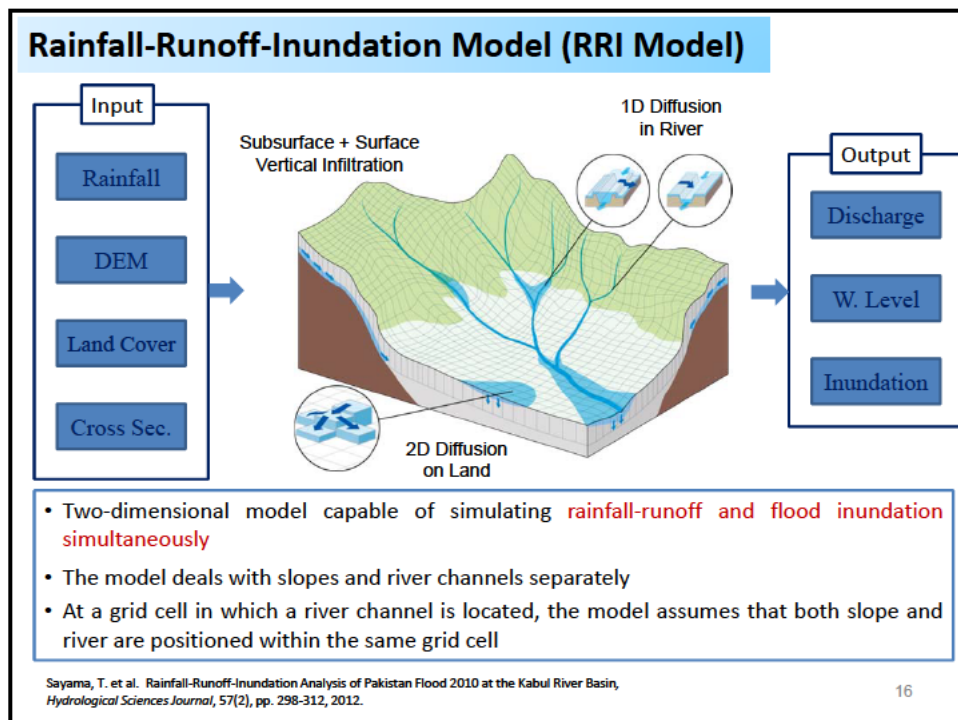 Rainfall-Runoff-Inundation Model (RRI Model)
Input
Rainfall
DEM
Land Cover
Cross Sec.
Subsurface + Surface
Vertical Infiltration
1D Diffusion
in River
2D Diffusion
on Land
Output
Discharge
W. Level
Inundation
• Two-dimensional model capable of simulating rainfall-runoff and flood inundation
simultaneously
• The model deals with slopes and river channels separately
• At a grid cell in which a river channel is located, the model assumes that both slope and
river are positioned within the same grid cell
Sayama, T. et al. Rainfall-Runoff-Inundation Analysis of Pakistan Flood 2010 at the Kabul River Basin,
Hydrological Sciences Journal, 57(2), pp. 298-312, 2012.
16